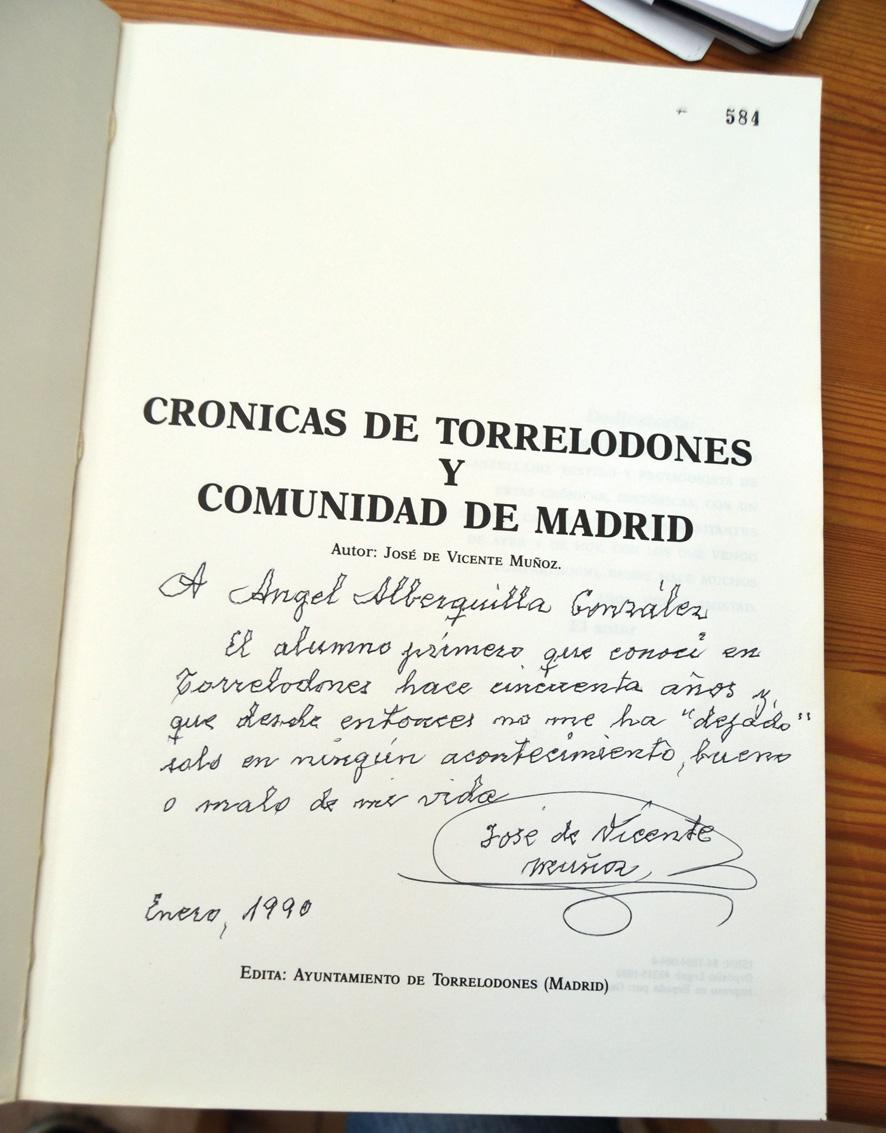 584
CRONICAS DE TORRELODONES
Y
COMUNIDAD DE MADRID
Autor: JOSÉ DE VICENTE MUÑOZ.
A Angel Alberquilla González
El alumno primero que conocí en
Torrelodones hace cincuenta años y,
que desde entonces no me ha "dejado"
solo en ningún acontecimiento, bueno
o malo de mi vida
José de Vicente
Muñoz
Enero, 1990
EDITA: AYUNTAMIENTO DE TORRELODONES (MADRID)